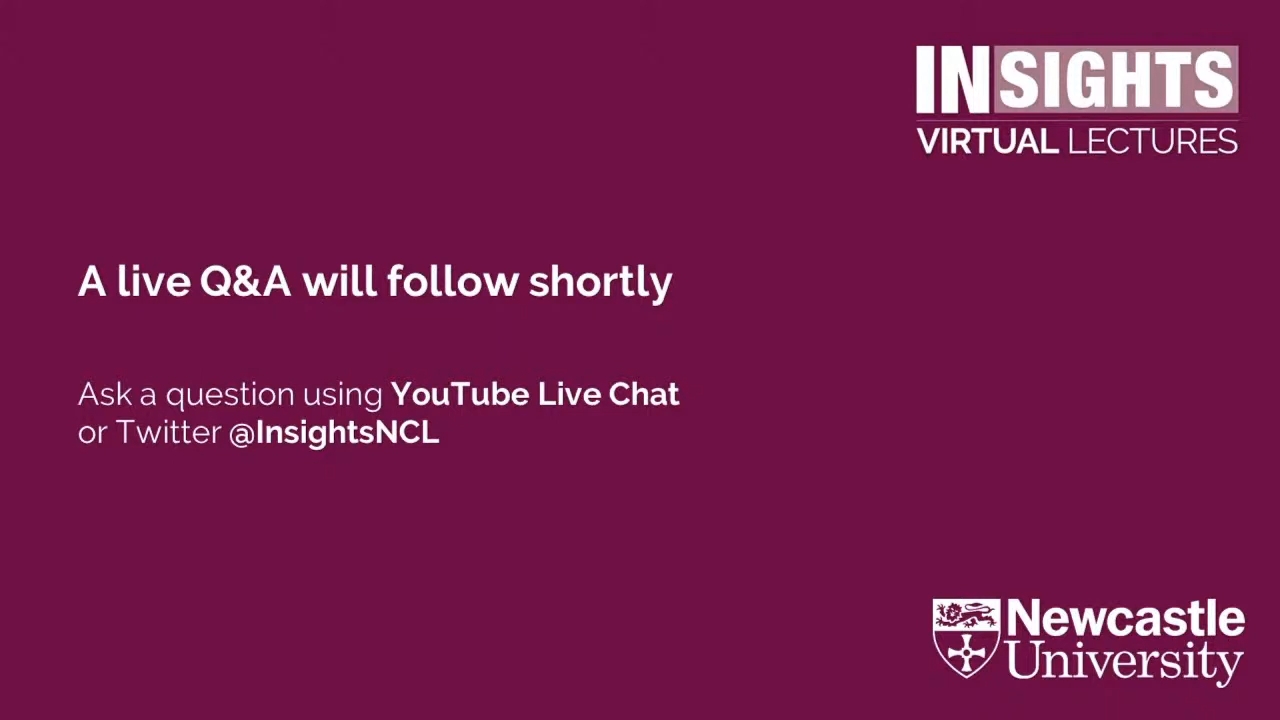 INSIGHTS
VIRTUAL LECTURES
A live Q&A will follow shortly
Ask a question using YouTube Live Chat
or Twitter @InsightsNCL
Newcastle
University